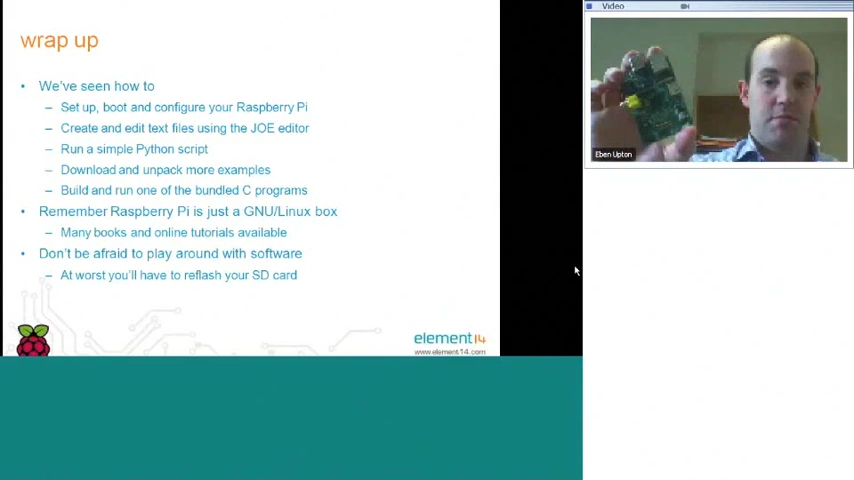 wrap up
• We've seen how to
– Set up, boot and configure your Raspberry Pi
– Create and edit text files using the JOE editor
– Run a simple Python script
– Download and unpack more examples
– Build and run one of the bundled C programs
• Remember Raspberry Pi is just a GNU/Linux box
– Many books and online tutorials available
• Don't be afraid to play around with software
– At worst you'll have to reflash your SD card
element14
www.element14.com
Video
Eben Upton